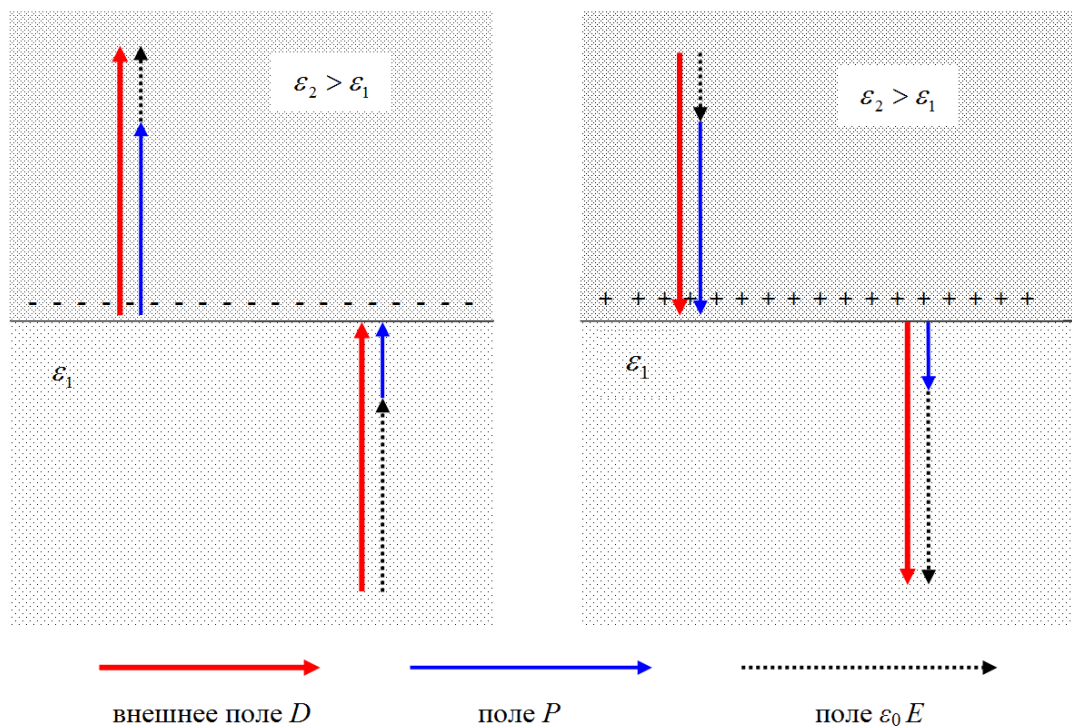 ε₂ > ε₁
ε₂ > ε₁
- - - - - - - - - - - - - - - - - - -
+ + + + + + + + + + + + + + + + + +
ε₁
ε₁
внешнее поле D
поле P
поле ε₀ E